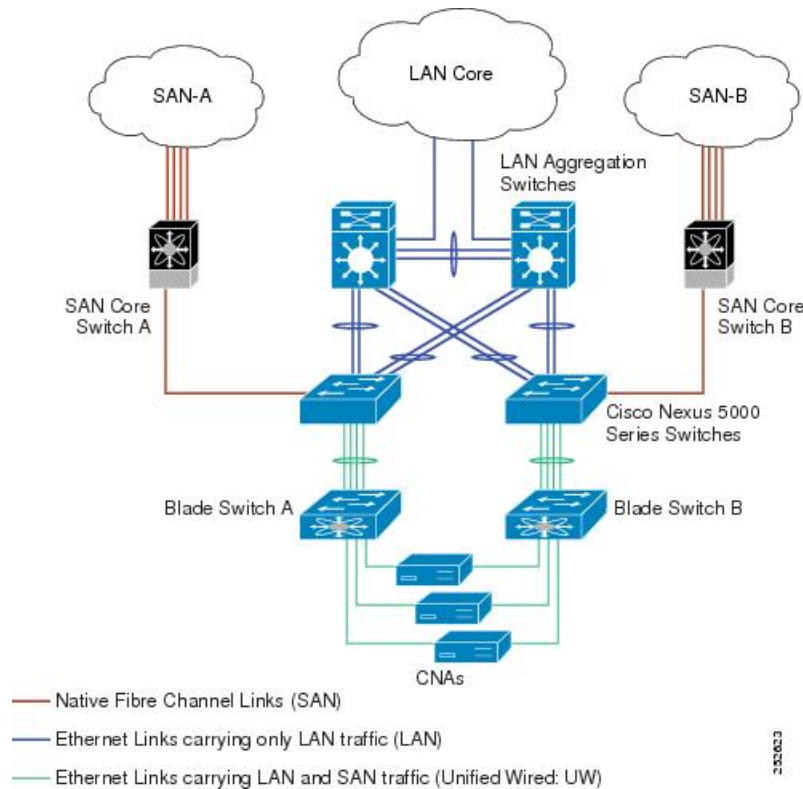 SAN-A
LAN Core
SAN-B
LAN Aggregation
Switches
SAN Core
Switch A
SAN Core
Switch B
Cisco Nexus 5000
Series Switches
Blade Switch A
Blade Switch B
CNAs
Native Fibre Channel Links (SAN)
Ethernet Links carrying only LAN traffic (LAN)
Ethernet Links carrying LAN and SAN traffic (Unified Wired: UW)
252623